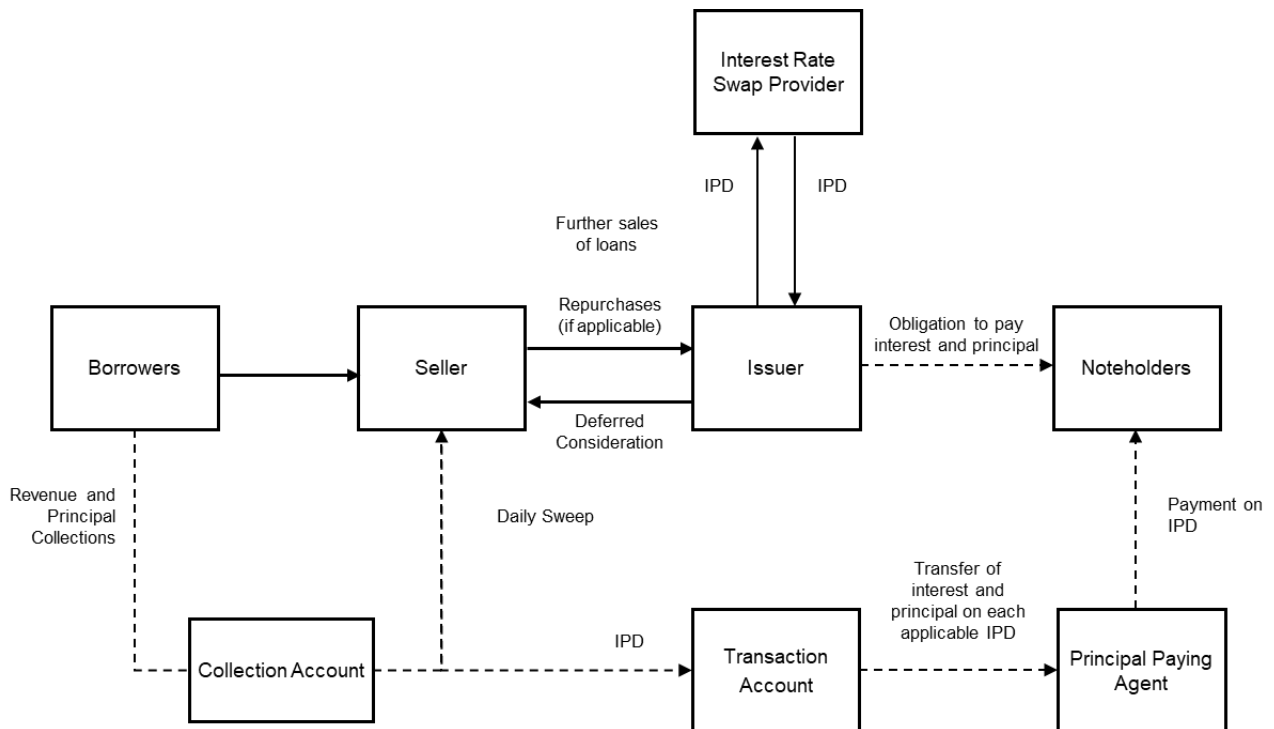 Interest Rate
Swap Provider
IPD
IPD
Further sales
of loans
Repurchases
(if applicable)
Obligation to pay
interest and principal
Borrowers
Seller
Issuer
Noteholders
Deferred
Consideration
Revenue and
Principal
Collections
Daily Sweep
Payment on
IPD
Transfer of
interest and
principal on each
applicable IPD
IPD
Collection Account
Transaction
Account
Principal Paying
Agent